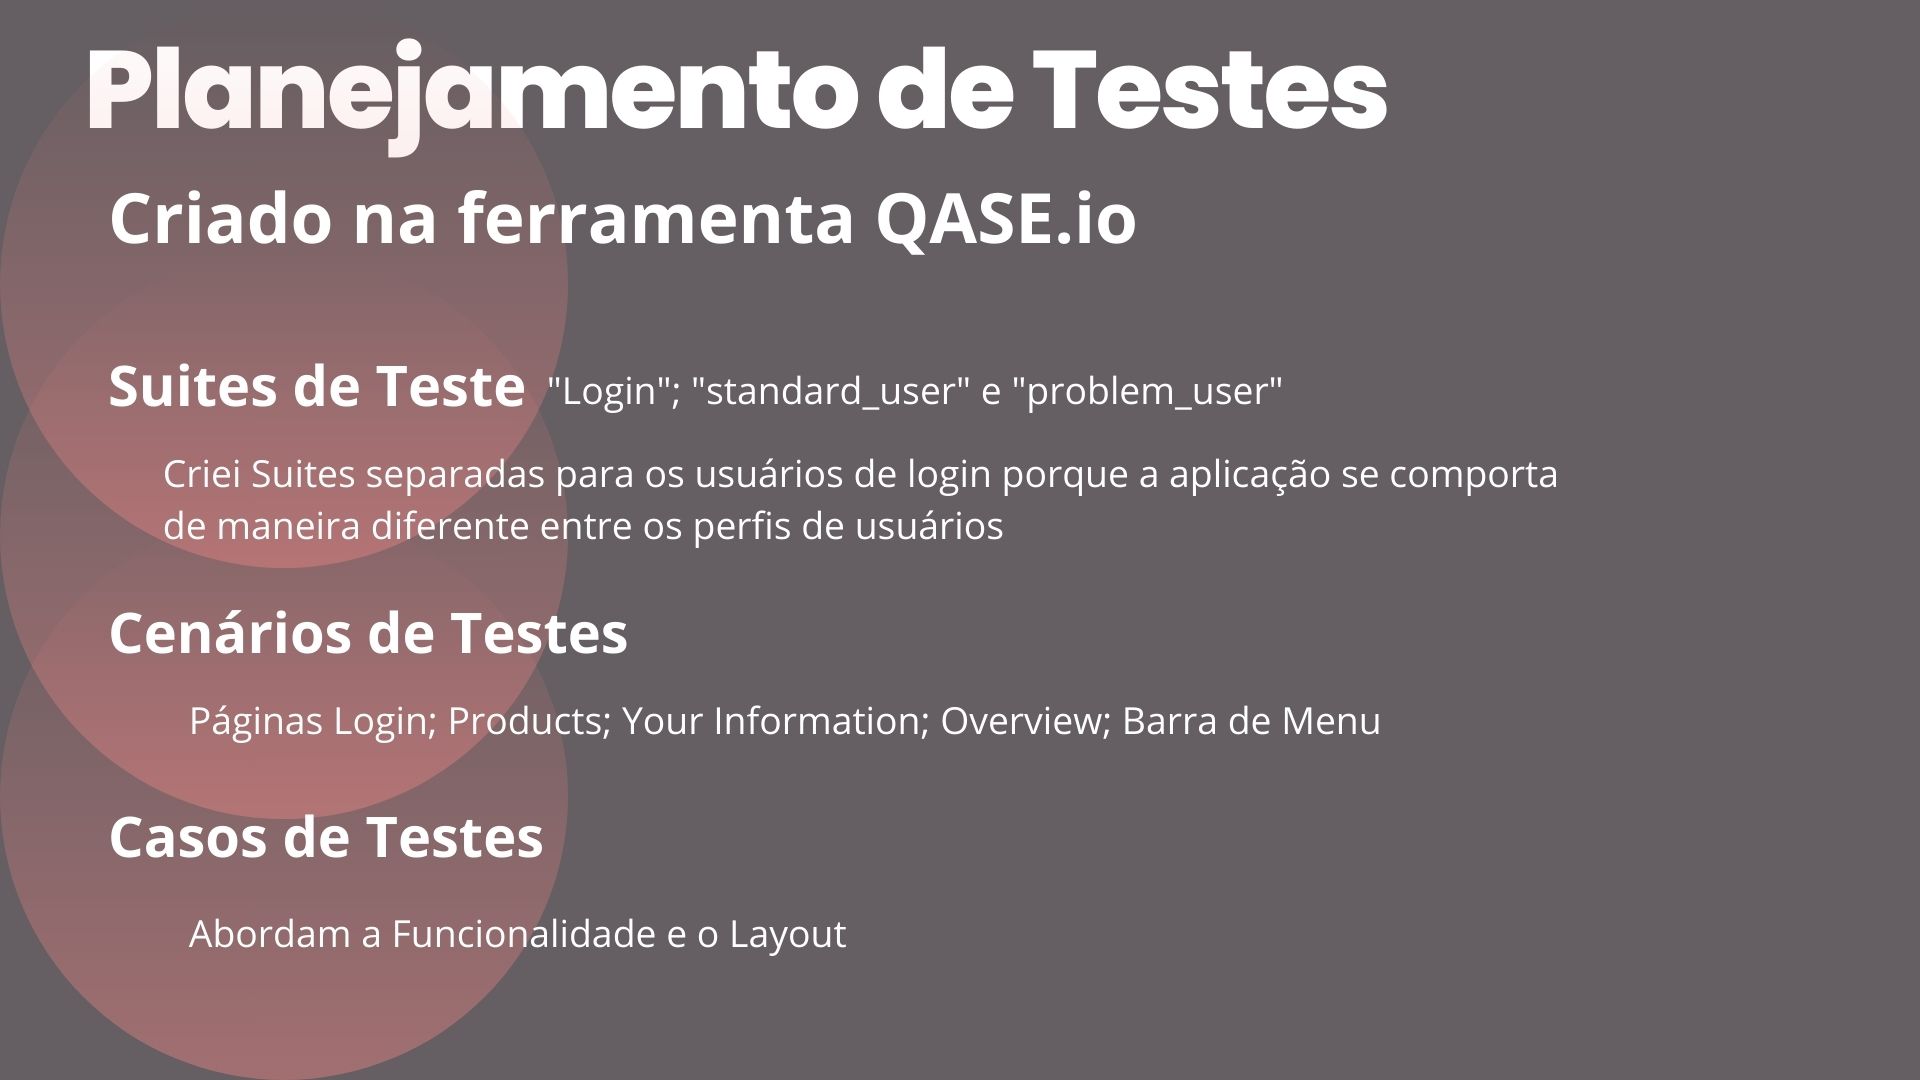 Planejamento de Testes
Criado na ferramenta QASE.io
Suites de Teste "Login"; "standard_user" e "problem_user"
Criei Suites separadas para os usuários de login porque a aplicação se comporta
de maneira diferente entre os perfis de usuários
Cenários de Testes
Páginas Login; Products; Your Information; Overview; Barra de Menu
Casos de Testes
Abordam a Funcionalidade e o Layout